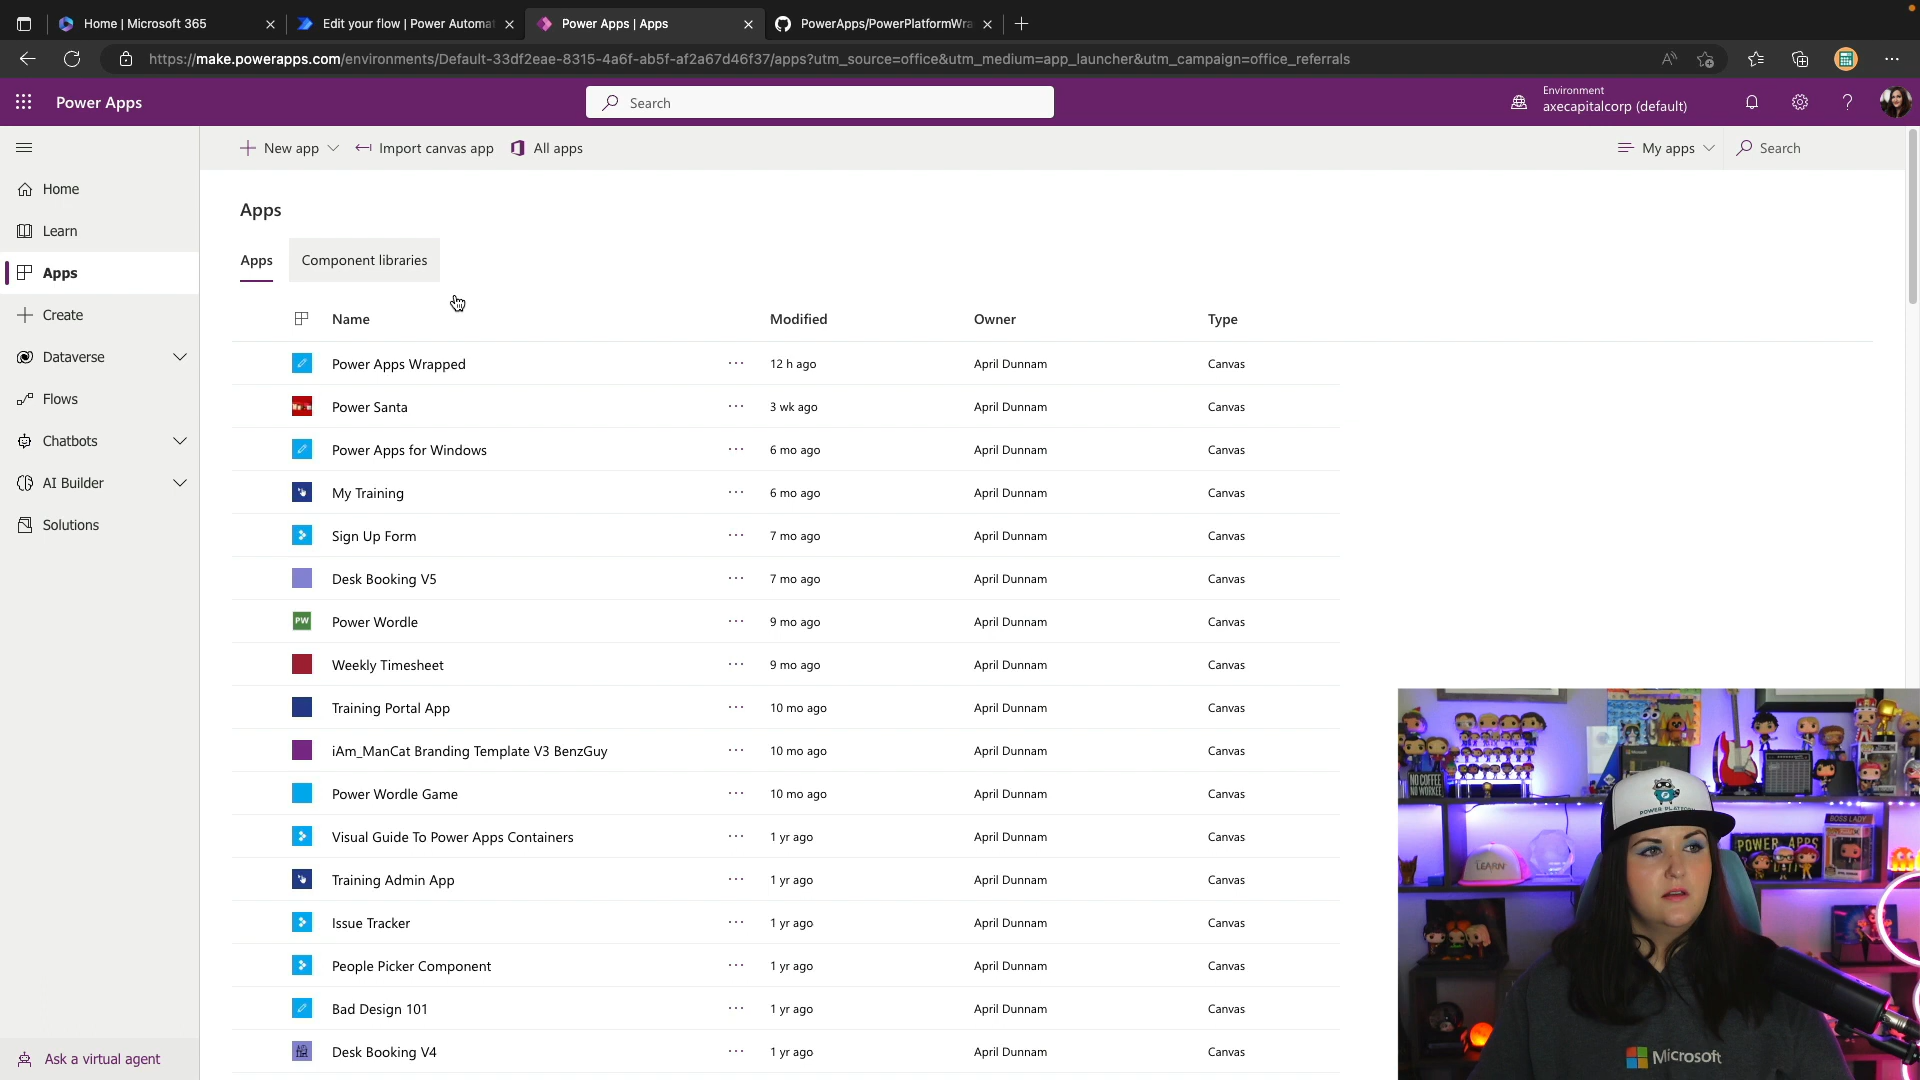 Home | Microsoft 365
Edit your flow | Power Automat
Power Apps | Apps
PowerApps/PowerPlatformWra
https://make.powerapps.com/environments/Default-33df2eae-8315-4a6f-ab5f-af2a67d46f37/apps?utm_source=office&utm_medium=app_launcher&utm_campaign=office_referrals
Power Apps
Search
Environment
axecapitalcorp (default)
New app
Import canvas app
All apps
My apps
Search
Home
Learn
Apps
Create
Dataverse
Flows
Chatbots
AI Builder
Solutions
Ask a virtual agent
Apps
Apps
Component libraries
Name Modified Owner Type
Power Apps Wrapped ··· 12 h ago April Dunnam Canvas
Power Santa ··· 3 wk ago April Dunnam Canvas
Power Apps for Windows ··· 6 mo ago April Dunnam Canvas
My Training ··· 6 mo ago April Dunnam Canvas
Sign Up Form ··· 7 mo ago April Dunnam Canvas
Desk Booking V5 ··· 7 mo ago April Dunnam Canvas
PW Power Wordle ··· 9 mo ago April Dunnam Canvas
Weekly Timesheet ··· 9 mo ago April Dunnam Canvas
Training Portal App ··· 10 mo ago April Dunnam Canvas
iAm_ManCat Branding Template V3 BenzGuy ··· 10 mo ago April Dunnam Canvas
Power Wordle Game ··· 10 mo ago April Dunnam Canvas
Visual Guide To Power Apps Containers ··· 1 yr ago April Dunnam Canvas
Training Admin App ··· 1 yr ago April Dunnam Canvas
Issue Tracker ··· 1 yr ago April Dunnam Canvas
People Picker Component ··· 1 yr ago April Dunnam Canvas
Bad Design 101 ··· 1 yr ago April Dunnam Canvas
Desk Booking V4 ··· 1 yr ago April Dunnam Canvas
NO COFFEE
NO WORKEE
POWER PLATFORM
BOSS LADY
POWER APPS
LEARN
Microsoft